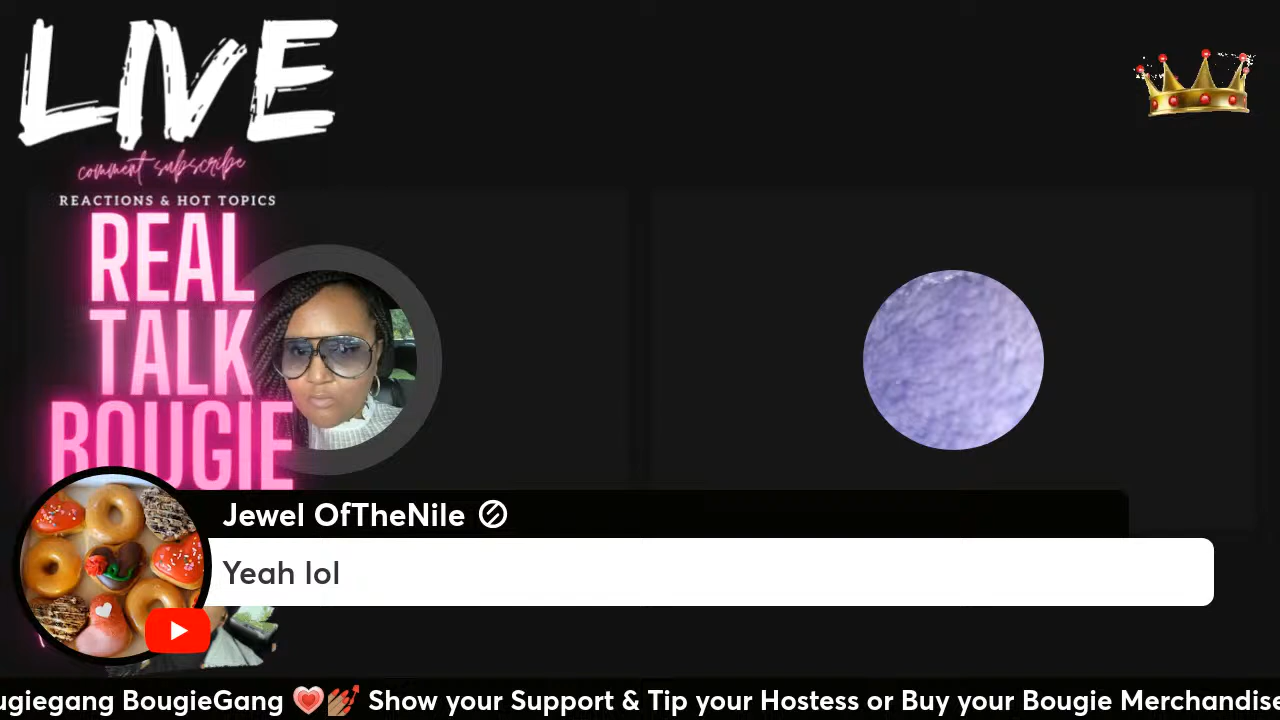 LIVE
comment subscribe
REACTIONS & HOT TOPICS
REAL
TALK
BOUGIE
Jewel OfTheNile
Yeah lol
ugiegang BougieGang 💗💅🏽 Show your Support & Tip your Hostess or Buy your Bougie Merchandise